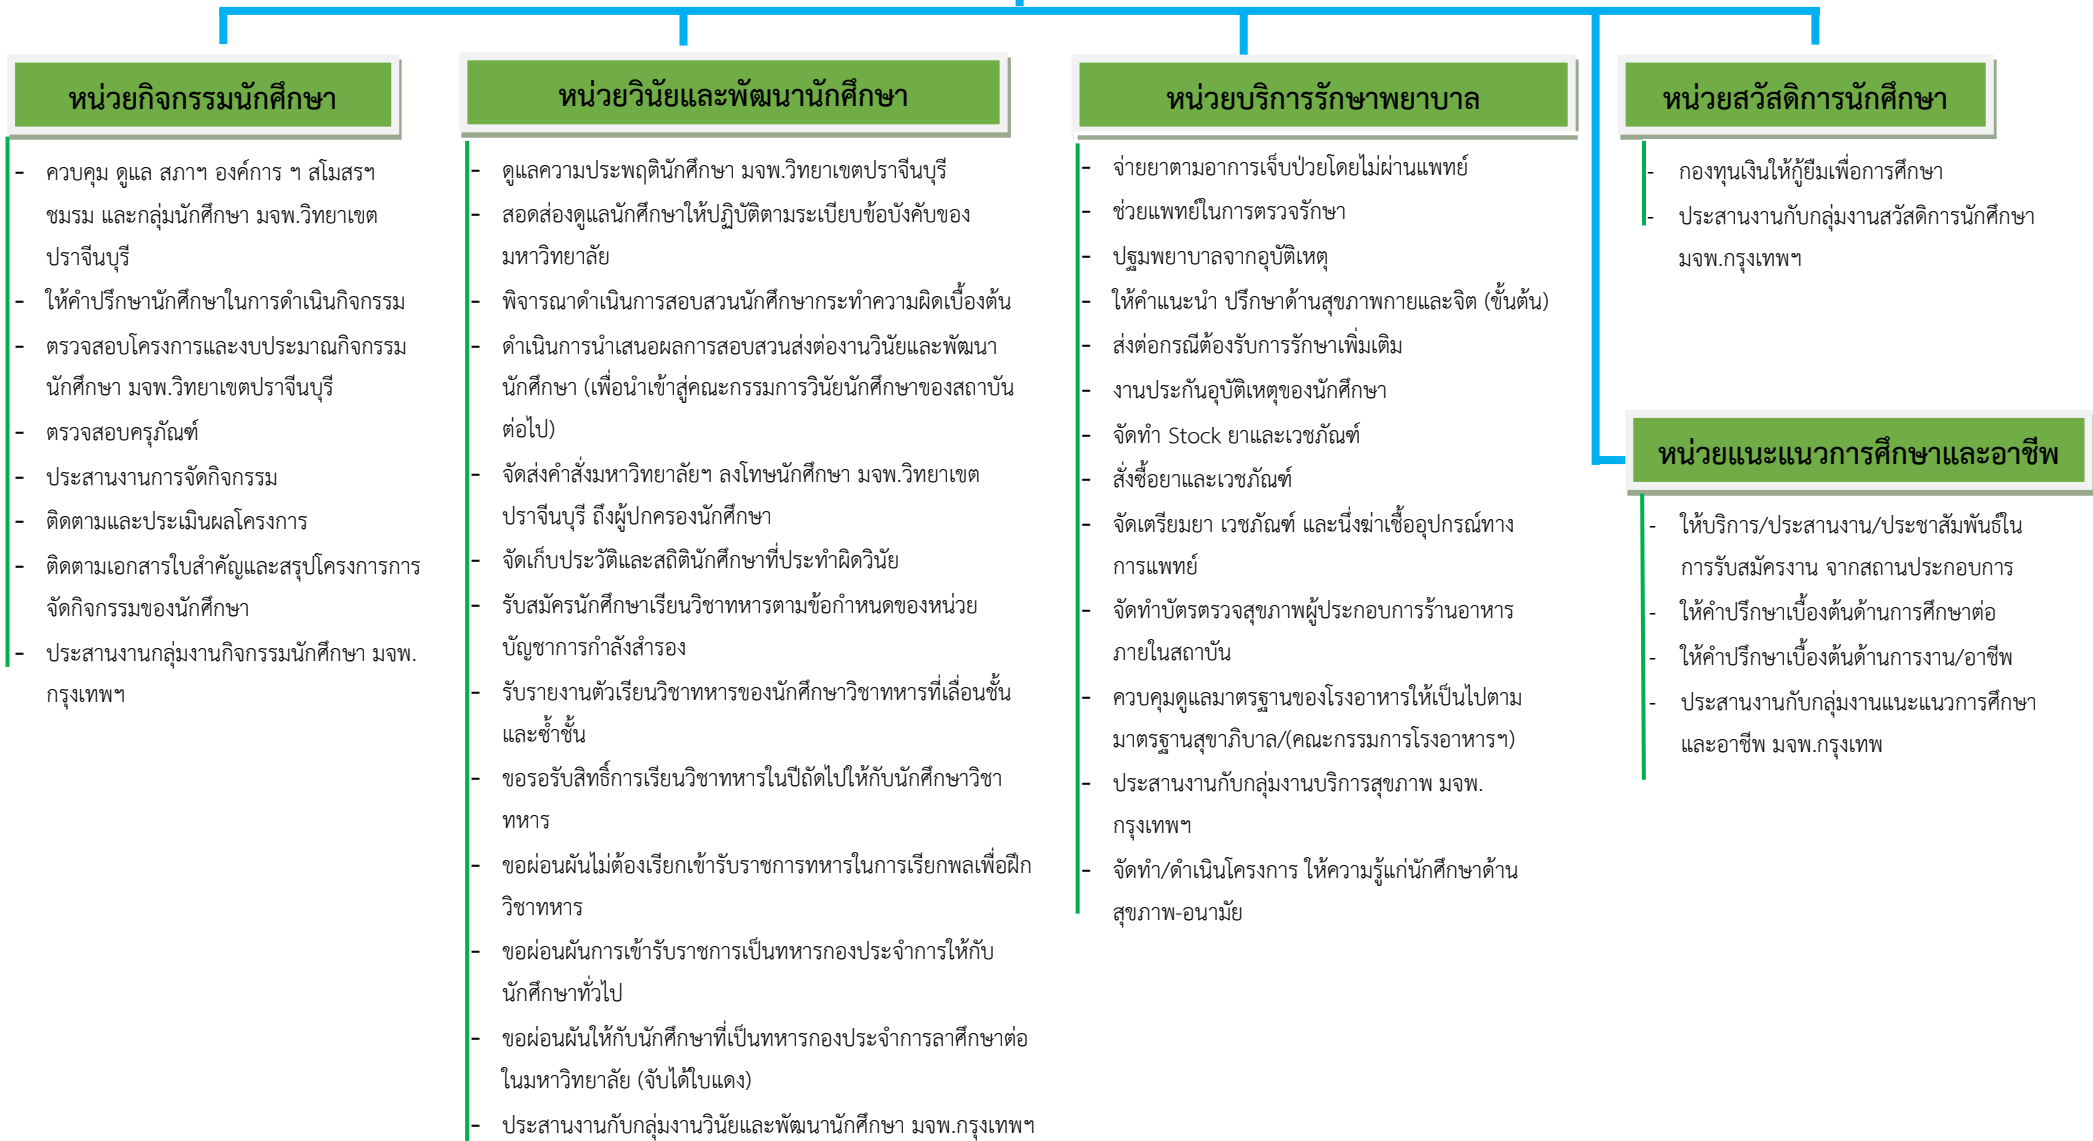 หน่วยกิจกรรมนักศึกษา
- ควบคุม ดูแล สภาฯ องค์การ ฯ สโมสรฯ
ชมรม และกลุ่มนักศึกษา มจพ.วิทยาเขต
ปราจีนบุรี
- ให้คำปรึกษานักศึกษาในการดำเนินกิจกรรม
- ตรวจสอบโครงการและงบประมาณกิจกรรม
นักศึกษา มจพ.วิทยาเขตปราจีนบุรี
- ตรวจสอบครุภัณฑ์
- ประสานงานการจัดกิจกรรม
- ติดตามและประเมินผลโครงการ
- ติดตามเอกสารใบสำคัญและสรุปโครงการการ
จัดกิจกรรมของนักศึกษา
- ประสานงานกลุ่มงานกิจกรรมนักศึกษา มจพ.
กรุงเทพฯ
หน่วยวินัยและพัฒนานักศึกษา
- ดูแลความประพฤตินักศึกษา มจพ.วิทยาเขตปราจีนบุรี
- สอดส่องดูแลนักศึกษาให้ปฏิบัติตามระเบียบข้อบังคับของ
มหาวิทยาลัย
- พิจารณาดำเนินการสอบสวนนักศึกษากระทำความผิดเบื้องต้น
- ดำเนินการนำเสนอผลการสอบสวนส่งต่องานวินัยและพัฒนา
นักศึกษา (เพื่อนำเข้าสู่คณะกรรมการวินัยนักศึกษาของสถาบัน
ต่อไป)
- จัดส่งคำสั่งมหาวิทยาลัยฯ ลงโทษนักศึกษา มจพ.วิทยาเขต
ปราจีนบุรี ถึงผู้ปกครองนักศึกษา
- จัดเก็บประวัติและสถิตินักศึกษาที่ประทำผิดวินัย
- รับสมัครนักศึกษาเรียนวิชาทหารตามข้อกำหนดของหน่วย
บัญชาการกำลังสำรอง
- รับรายงานตัวเรียนวิชาทหารของนักศึกษาวิชาทหารที่เลื่อนชั้น
และซ้ำชั้น
- ขอรอรับสิทธิ์การเรียนวิชาทหารในปีถัดไปให้กับนักศึกษาวิชา
ทหาร
- ขอผ่อนผันไม่ต้องเรียกเข้ารับราชการทหารในการเรียกพลเพื่อฝึก
วิชาทหาร
- ขอผ่อนผันการเข้ารับราชการเป็นทหารกองประจำการให้กับ
นักศึกษาทั่วไป
- ขอผ่อนผันให้กับนักศึกษาที่เป็นทหารกองประจำการลาศึกษาต่อ
ในมหาวิทยาลัย (จับได้ใบแดง)
- ประสานงานกับกลุ่มงานวินัยและพัฒนานักศึกษา มจพ.กรุงเทพฯ
หน่วยบริการรักษาพยาบาล
- จ่ายยาตามอาการเจ็บป่วยโดยไม่ผ่านแพทย์
- ช่วยแพทย์ในการตรวจรักษา
- ปฐมพยาบาลจากอุบัติเหตุ
- ให้คำแนะนำ ปรึกษาด้านสุขภาพกายและจิต (ขั้นต้น)
- ส่งต่อกรณีต้องรับการรักษาเพิ่มเติม
- งานประกันอุบัติเหตุของนักศึกษา
- จัดทำ Stock ยาและเวชภัณฑ์
- สั่งซื้อยาและเวชภัณฑ์
- จัดเตรียมยา เวชภัณฑ์ และนึ่งฆ่าเชื้ออุปกรณ์ทาง
การแพทย์
- จัดทำบัตรตรวจสุขภาพผู้ประกอบการร้านอาหาร
ภายในสถาบัน
- ควบคุมดูแลมาตรฐานของโรงอาหารให้เป็นไปตาม
มาตรฐานสุขาภิบาล/(คณะกรรมการโรงอาหารฯ)
- ประสานงานกับกลุ่มงานบริการสุขภาพ มจพ.
กรุงเทพฯ
- จัดทำ/ดำเนินโครงการ ให้ความรู้แก่นักศึกษาด้าน
สุขภาพ-อนามัย
หน่วยสวัสดิการนักศึกษา
- กองทุนเงินให้กู้ยืมเพื่อการศึกษา
- ประสานงานกับกลุ่มงานสวัสดิการนักศึกษา
มจพ.กรุงเทพฯ
หน่วยแนะแนวการศึกษาและอาชีพ
- ให้บริการ/ประสานงาน/ประชาสัมพันธ์ใน
การรับสมัครงาน จากสถานประกอบการ
- ให้คำปรึกษาเบื้องต้นด้านการศึกษาต่อ
- ให้คำปรึกษาเบื้องต้นด้านการงาน/อาชีพ
- ประสานงานกับกลุ่มงานแนะแนวการศึกษา
และอาชีพ มจพ.กรุงเทพ